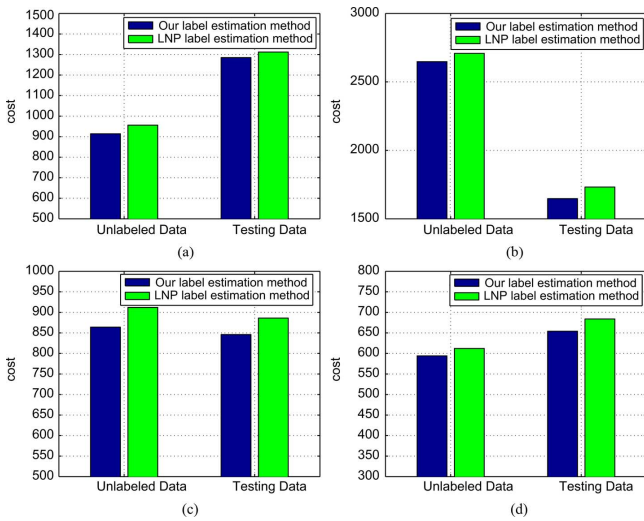 1500
1400
1300
1200
1100
1000
900
800
700
600
500
cost
Our label estimation method
LNP label estimation method
Unlabeled Data
Testing Data
(a)
3000
2500
2000
1500
cost
Our label estimation method
LNP label estimation method
Unlabeled Data
Testing Data
(b)
1000
950
900
850
800
750
700
650
600
550
500
cost
Our label estimation method
LNP label estimation method
Unlabeled Data
Testing Data
(c)
800
750
700
650
600
550
500
450
400
350
300
cost
Our label estimation method
LNP label estimation method
Unlabeled Data
Testing Data
(d)